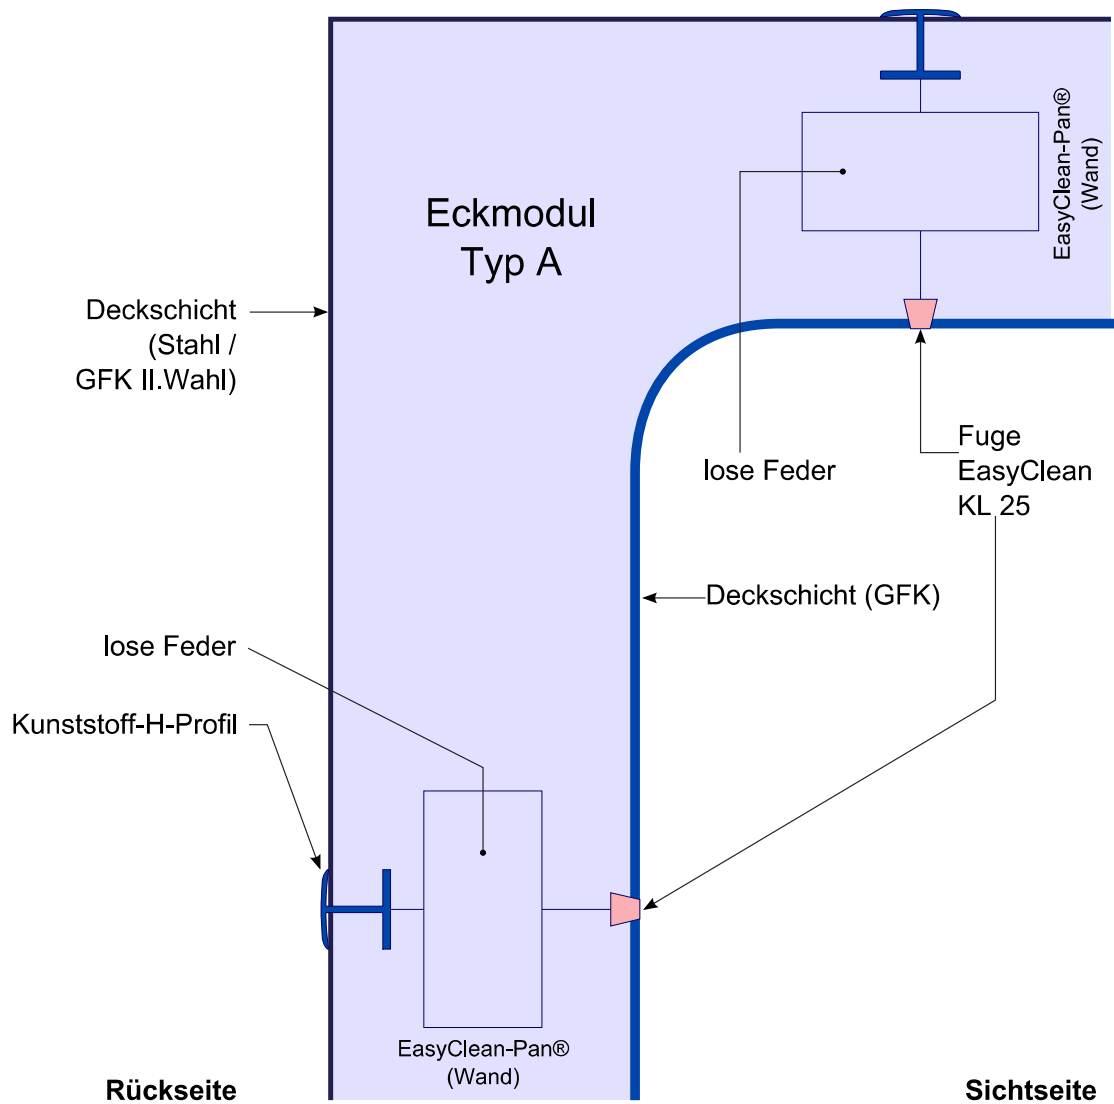 EasyClean-Pan®
(Wand)
Eckmodul
Typ A
Deckschicht
(Stahl /
GFK II.Wahl)
lose Feder
Fuge
EasyClean
KL 25
Deckschicht (GFK)
lose Feder
Kunststoff-H-Profil
EasyClean-Pan®
(Wand)
Rückseite
Sichtseite